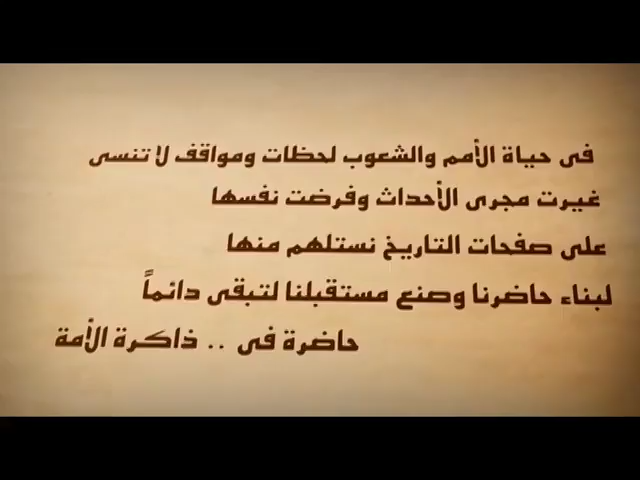 فى حياة الأمم والشعوب لحظات ومواقف لا تنسى
غيرت مجرى الأحداث وفرضت نفسها
على صفحات التاريخ نستلهم منها
لبناء حاضرنا وصنع مستقبلنا لتبقى دائماً
حاضرة فى .. ذاكرة الأمة